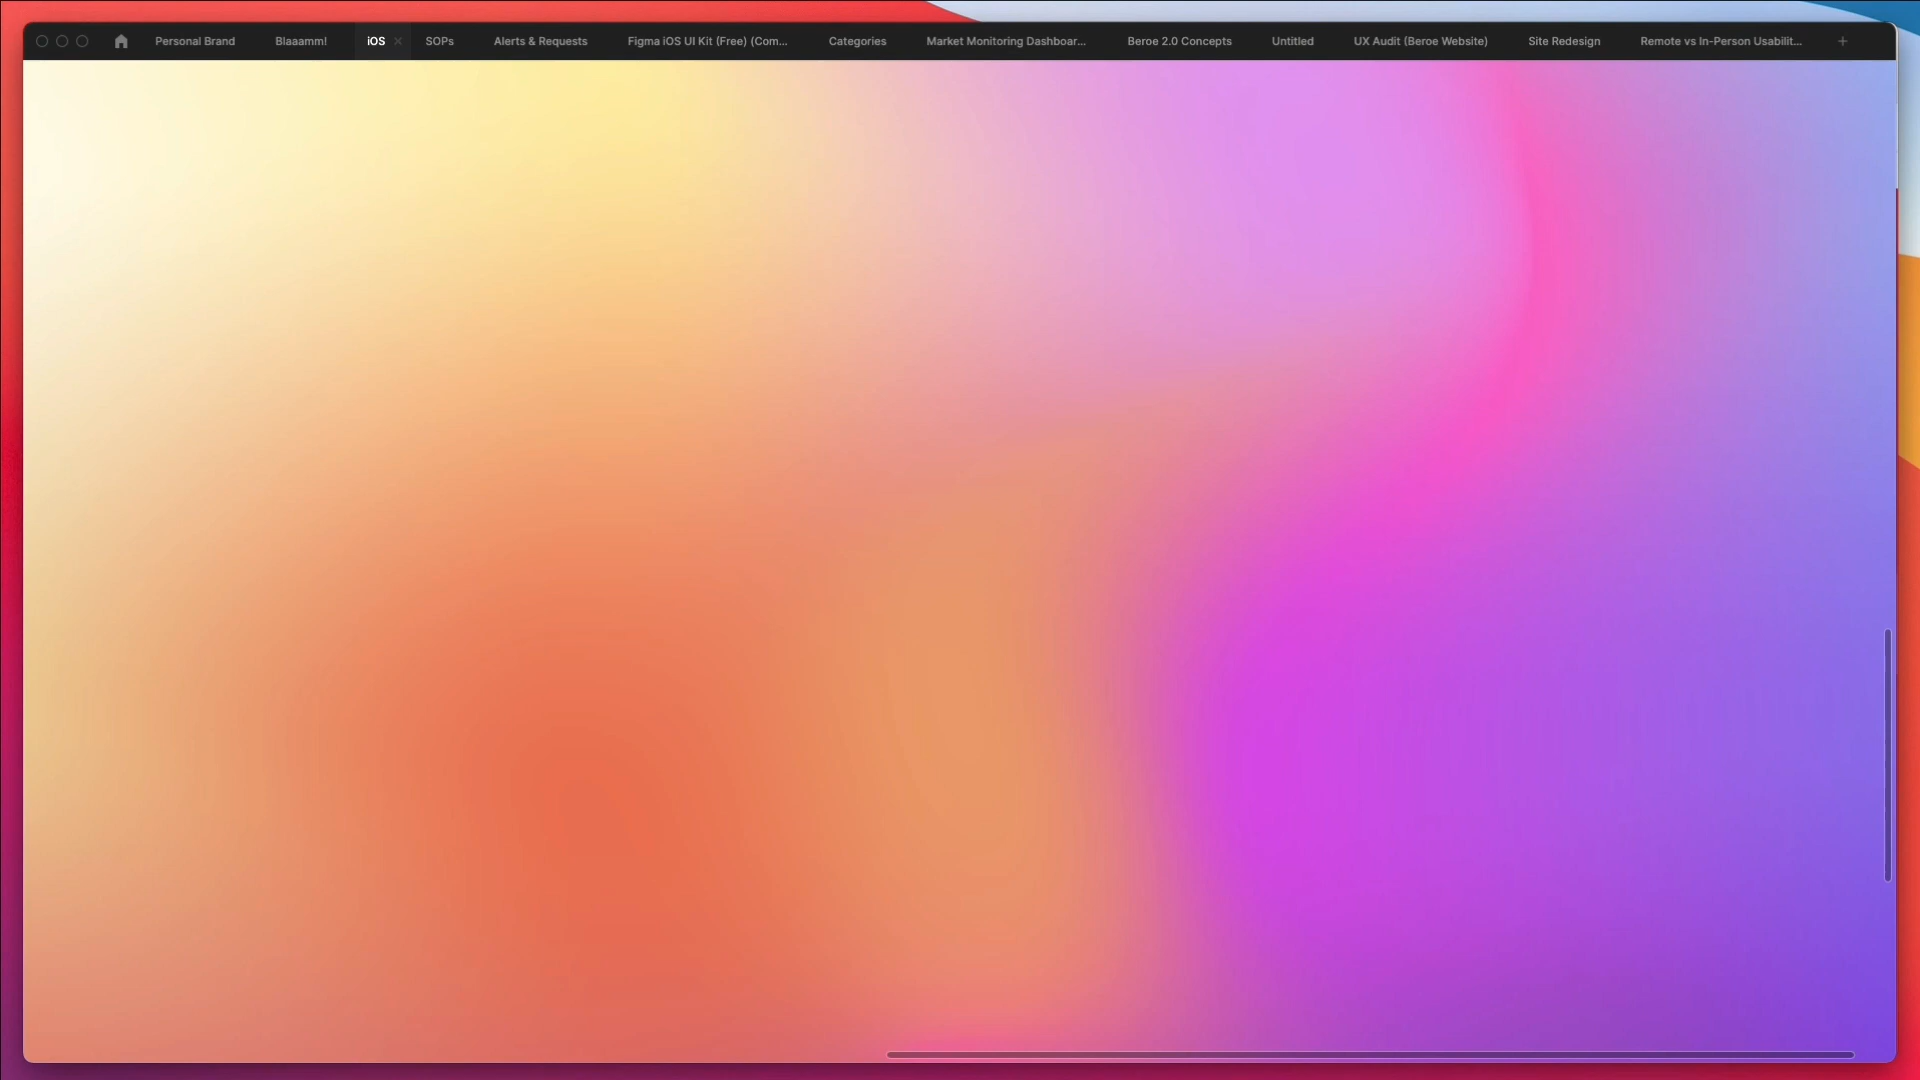 Personal Brand Blaaamm! iOS SOPs Alerts & Requests Figma iOS UI Kit (Free) (Com... Categories Market Monitoring Dashboar... Beroe 2.0 Concepts Untitled UX Audit (Beroe Website) Site Redesign Remote vs In-Person Usabilit...